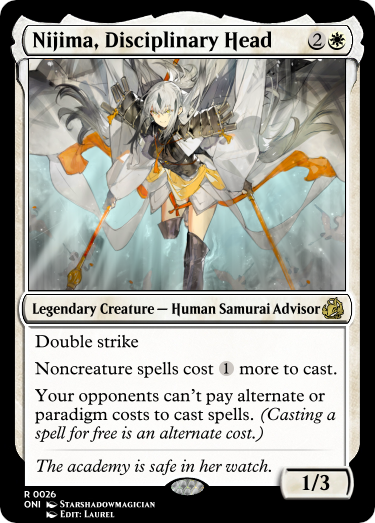 Nijima, Disciplinary Head 2
Legendary Creature — Human Samurai Advisor
Double strike
Noncreature spells cost 1 more to cast.
Your opponents can't pay alternate or
paradigm costs to cast spells. (Casting a
spell for free is an alternate cost.)
The academy is safe in her watch.
1/3
R 0026
ONI STARSHADOWMAGICIAN
EDIT: LAUREL